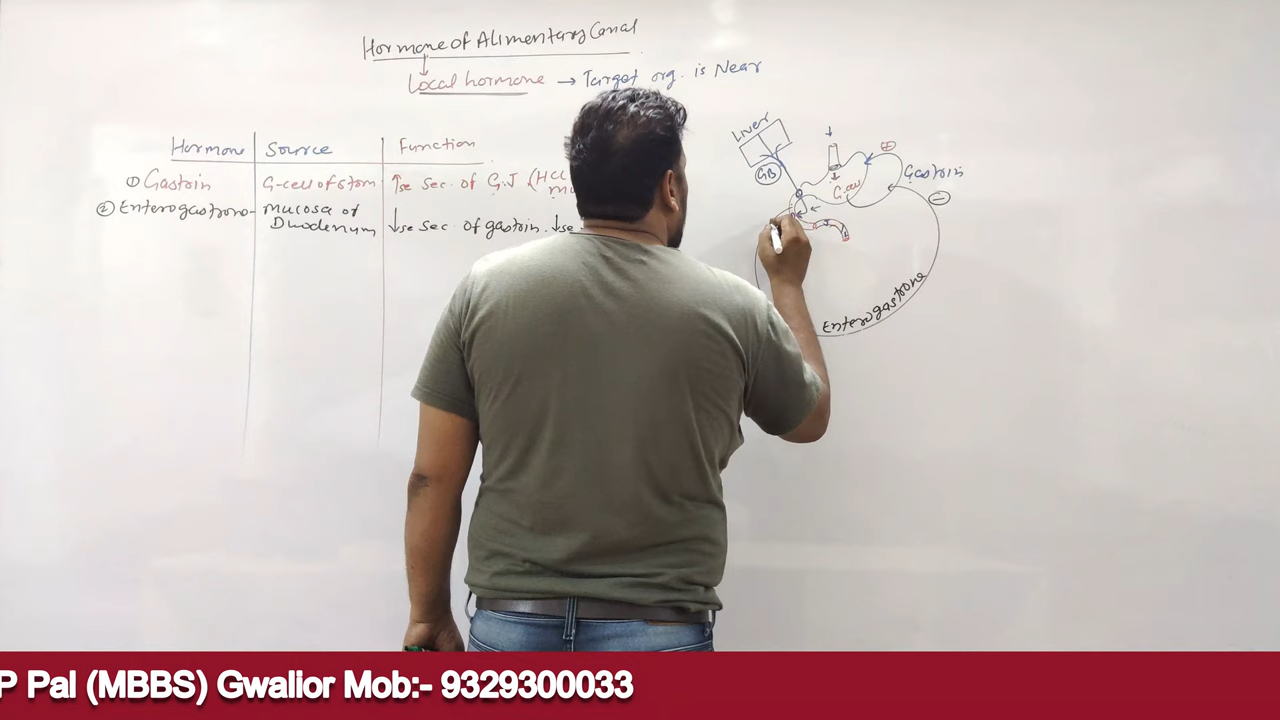 Hormone of Alimentary Canal
Local hormone → Target org. is Near
Hormone Source Function
① Gastrin G-cell of stom. ↑se Sec. of G.J (HCl
② Enterogastrone- Mucosa of Duodenum ↓se sec of gastrin. ↓se
Liver
GB
G.cell
Gastrin
+
−
Enterogastrone
P Pal (MBBS) Gwalior Mob:- 9329300033